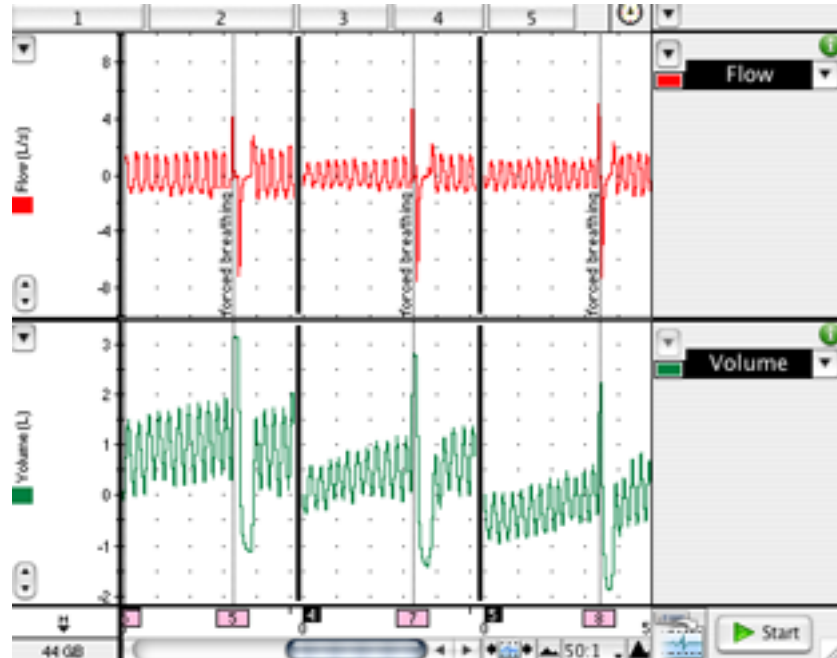 1 2 3 4 5
8
4
0
-4
-8
Flow (L/s)
forced breathing
forced breathing
forced breathing
Flow
3
2
1
0
-1
-2
Volume (L)
Volume
5 4 7 5 8
0 0 5
44 GB
50:1
Start